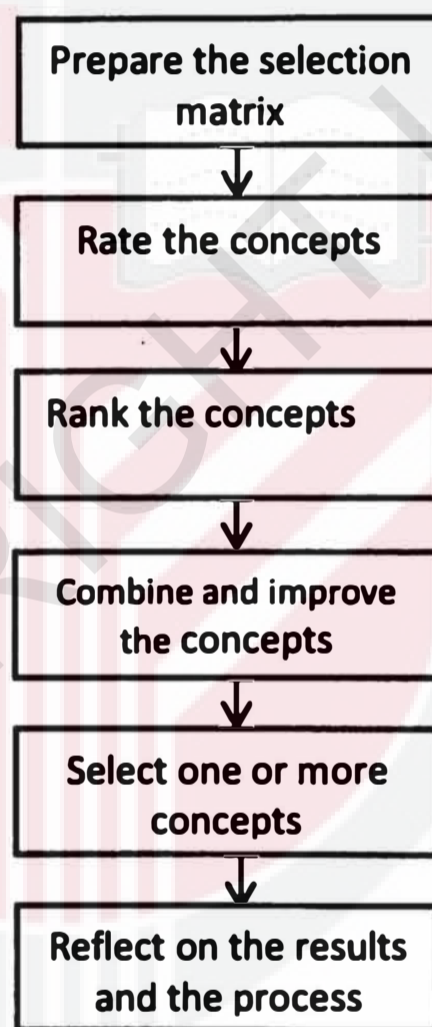 Prepare the selection
matrix
Rate the concepts
Rank the concepts
Combine and improve
the concepts
Select one or more
concepts
Reflect on the results
and the process